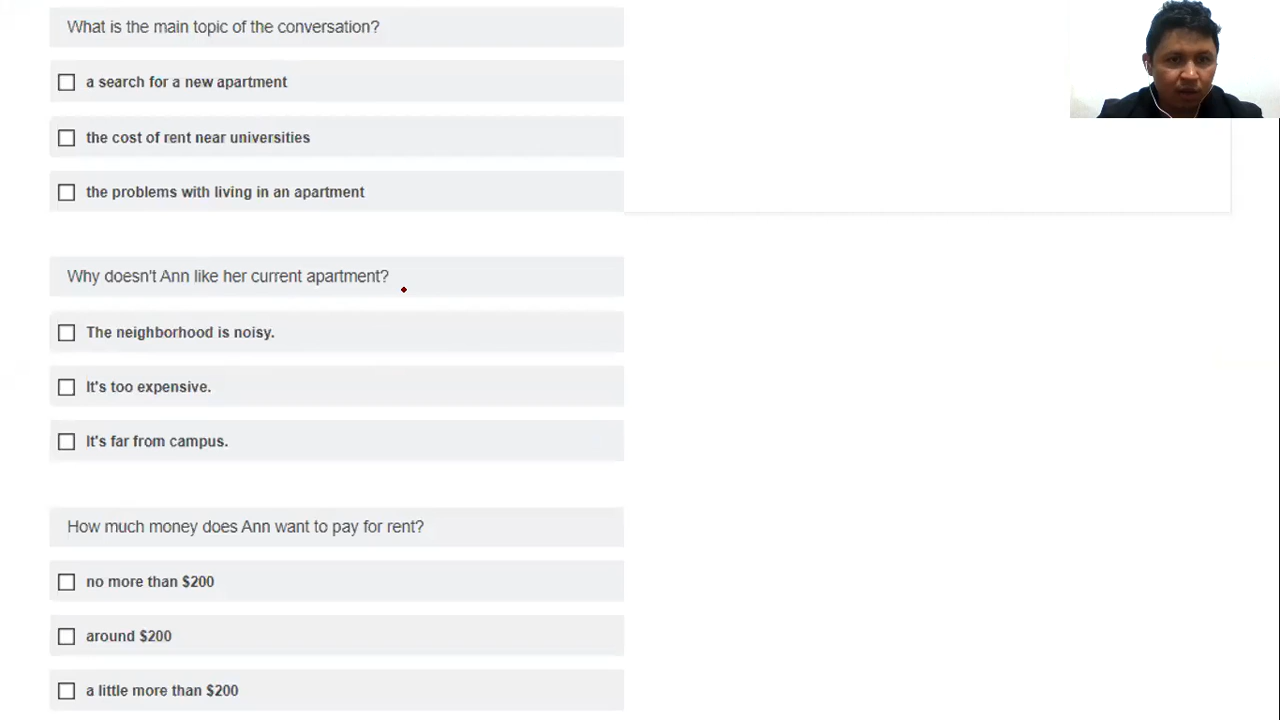 What is the main topic of the conversation?
a search for a new apartment
the cost of rent near universities
the problems with living in an apartment
Why doesn't Ann like her current apartment?
The neighborhood is noisy.
It's too expensive.
It's far from campus.
How much money does Ann want to pay for rent?
no more than $200
around $200
a little more than $200